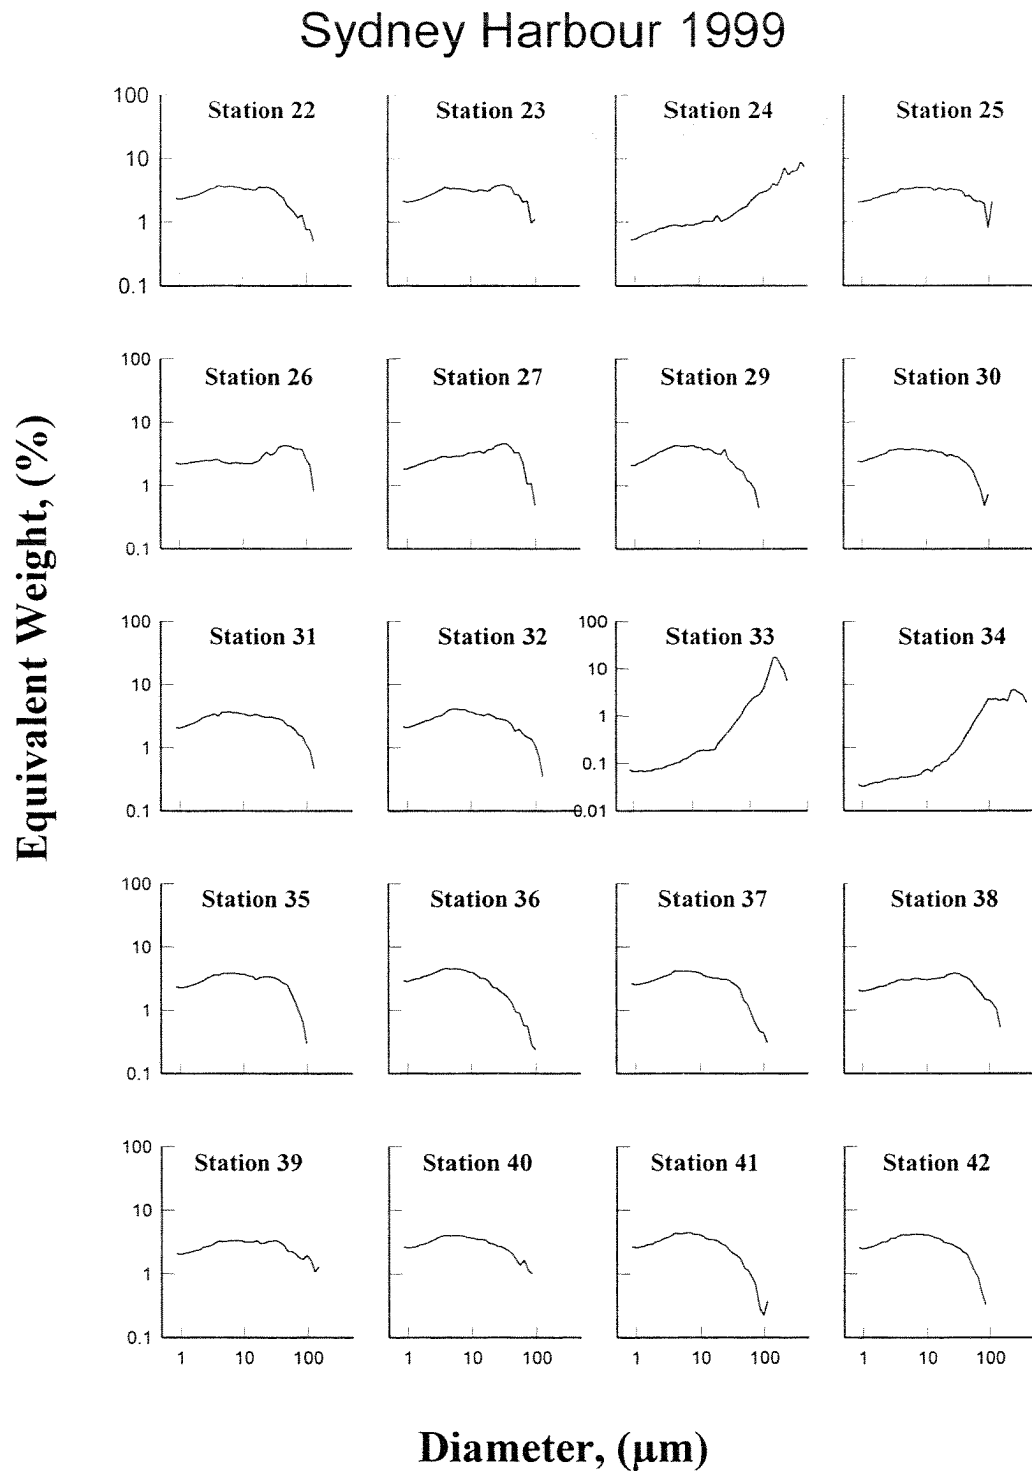 Sydney Harbour 1999
Equivalent Weight, (%)
Station 22 Station 23 Station 24 Station 25
100
10
1
0.1
Station 26 Station 27 Station 29 Station 30
100
10
1
0.1
Station 31 Station 32 Station 33 Station 34
100
10
1
0.1
100
10
1
0.1
0.01
Station 35 Station 36 Station 37 Station 38
100
10
1
0.1
Station 39 Station 40 Station 41 Station 42
100
10
1
0.1
1 10 100 1 10 100 1 10 100 1 10 100
Diameter, (μm)